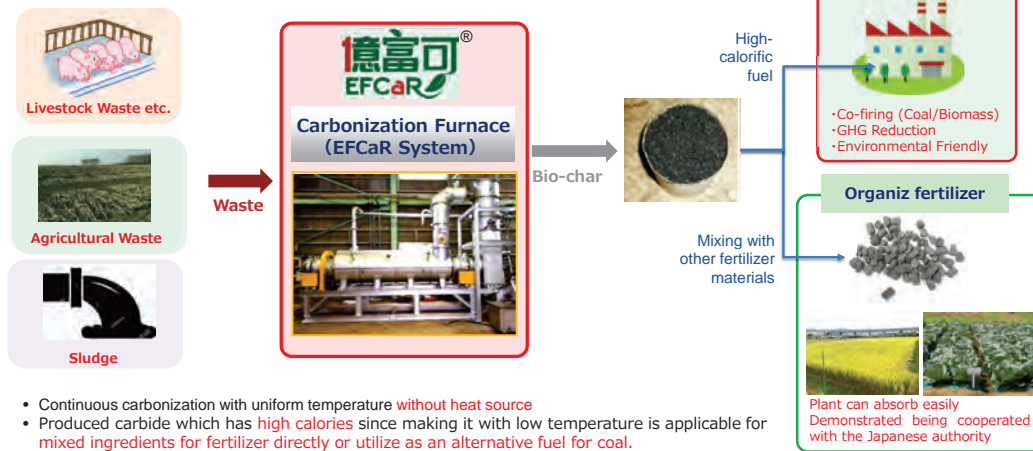 Livestock Waste etc.
Agricultural Waste
Sludge
Waste
億富可®
EFCaR
Carbonization Furnace
(EFCaR System)
Bio-char
High-
calorific
fuel
Mixing with
other fertilizer
materials
・Co-firing (Coal/Biomass)
・GHG Reduction
・Environmental Friendly
Organiz fertilizer
Plant can absorb easily
Demonstrated being cooperated
with the Japanese authority
• Continuous carbonization with uniform temperature without heat source
• Produced carbide which has high calories since making it with low temperature is applicable for
mixed ingredients for fertilizer directly or utilize as an alternative fuel for coal.